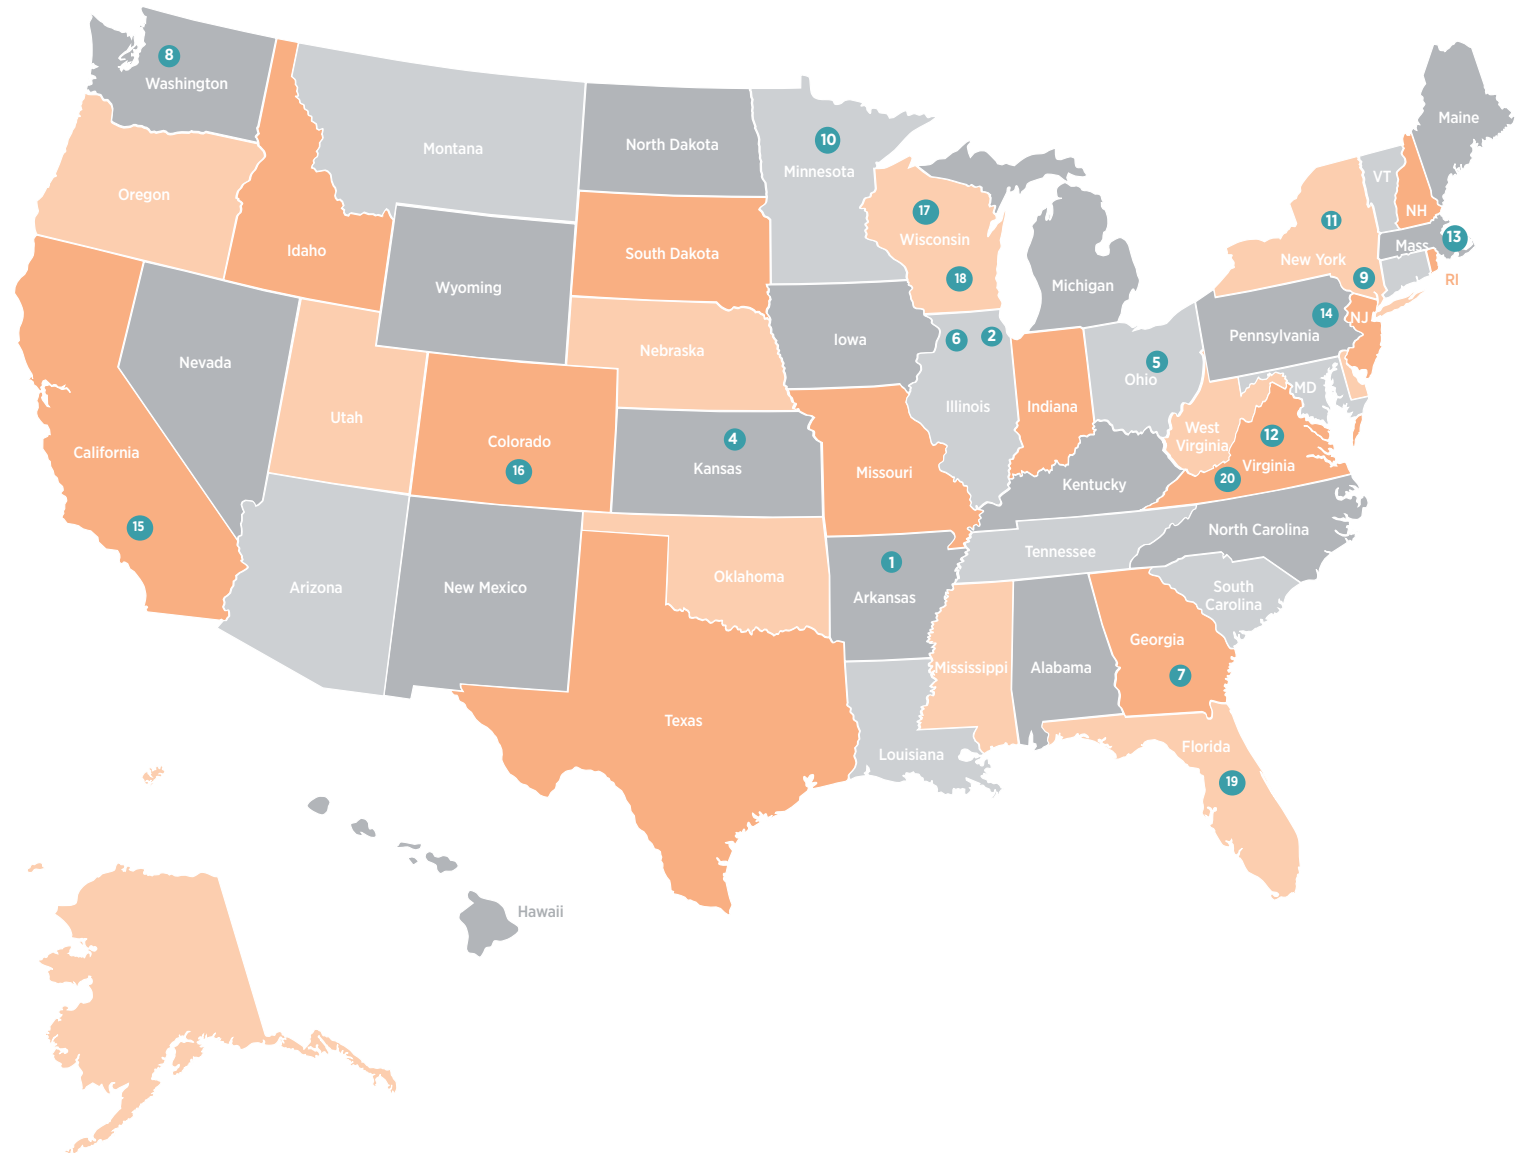 8
Washington
Maine
Montana
North Dakota
10
Minnesota
VT
Oregon
17
Wisconsin
NH
11
13
Mass
Idaho
South Dakota
New York
9
RI
18
Michigan
Wyoming
14
NJ
Pennsylvania
Iowa
6
2
Nebraska
5
Ohio
Nevada
MD
Utah
Illinois
Indiana
West
Virginia
12
Virginia
Colorado
16
4
Kansas
California
Missouri
20
Kentucky
15
North Carolina
Tennessee
1
Arkansas
Oklahoma
Arizona
New Mexico
South
Carolina
Georgia
7
Mississippi
Alabama
Texas
Louisiana
Florida
19
Hawaii